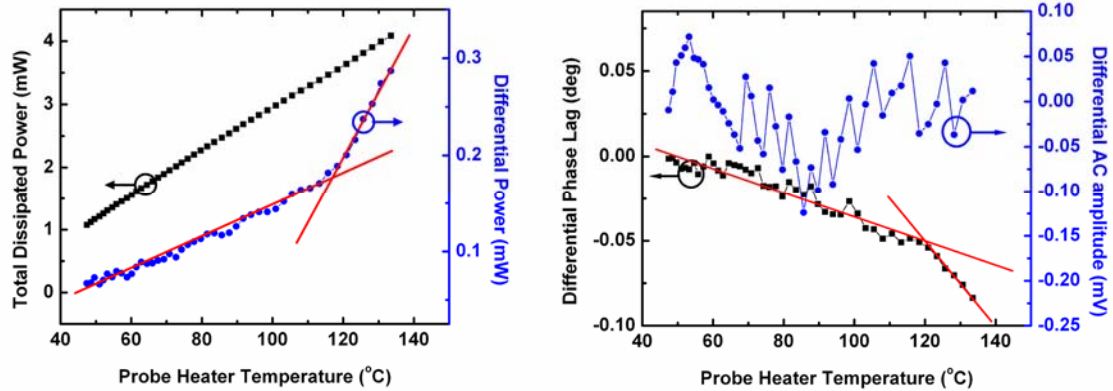 Total Dissipated Power (mW)
4
3
2
1
0
40 60 80 100 120 140
Probe Heater Temperature (°C)
0.3
0.2
0.1
Differential Power (mW)
Differential Phase Lag (deg)
0.05
0.00
-0.05
-0.10
40 60 80 100 120 140
Probe Heater Temperature (°C)
0.10
0.05
0.00
-0.05
-0.10
-0.15
-0.20
-0.25
Differential AC amplitude (mV)